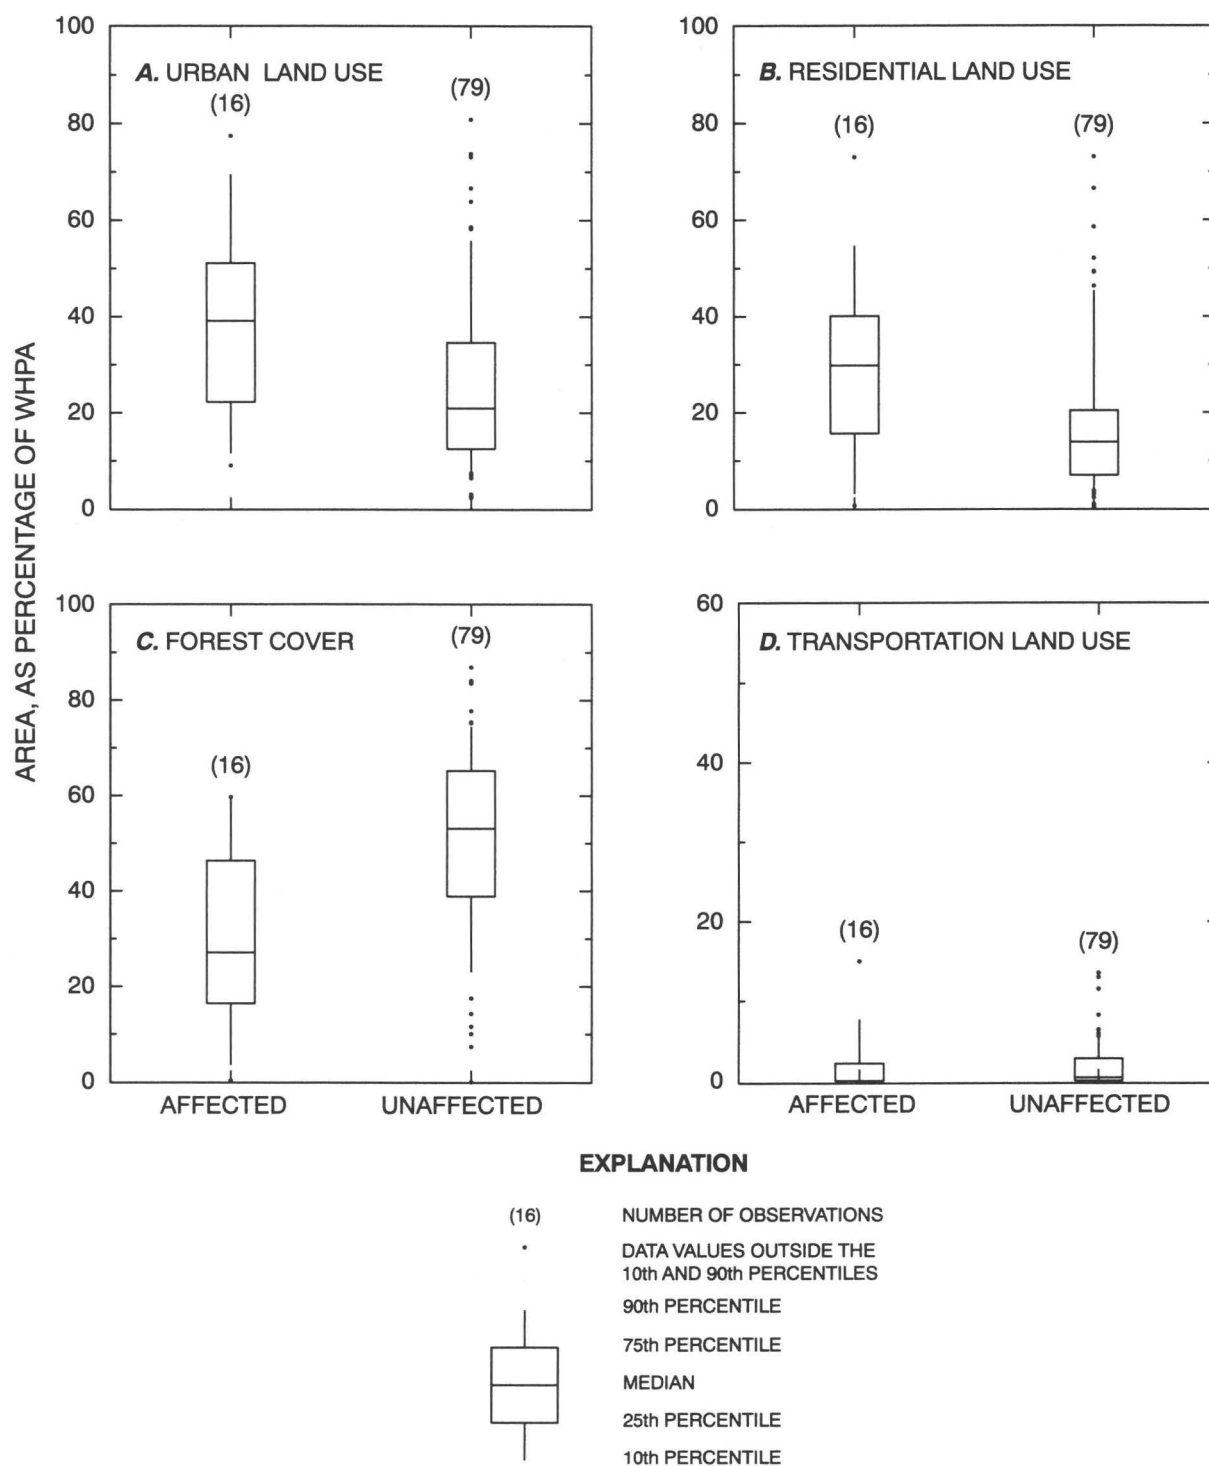 AREA, AS PERCENTAGE OF WHPA
A. URBAN LAND USE
(16)
(79)
100
80
60
40
20
0
B. RESIDENTIAL LAND USE
(16)
(79)
100
80
60
40
20
0
C. FOREST COVER
(16)
(79)
100
80
60
40
20
0
AFFECTED
UNAFFECTED
D. TRANSPORTATION LAND USE
(16)
(79)
60
40
20
0
AFFECTED
UNAFFECTED
EXPLANATION
(16) NUMBER OF OBSERVATIONS
DATA VALUES OUTSIDE THE
10th AND 90th PERCENTILES
90th PERCENTILE
75th PERCENTILE
MEDIAN
25th PERCENTILE
10th PERCENTILE